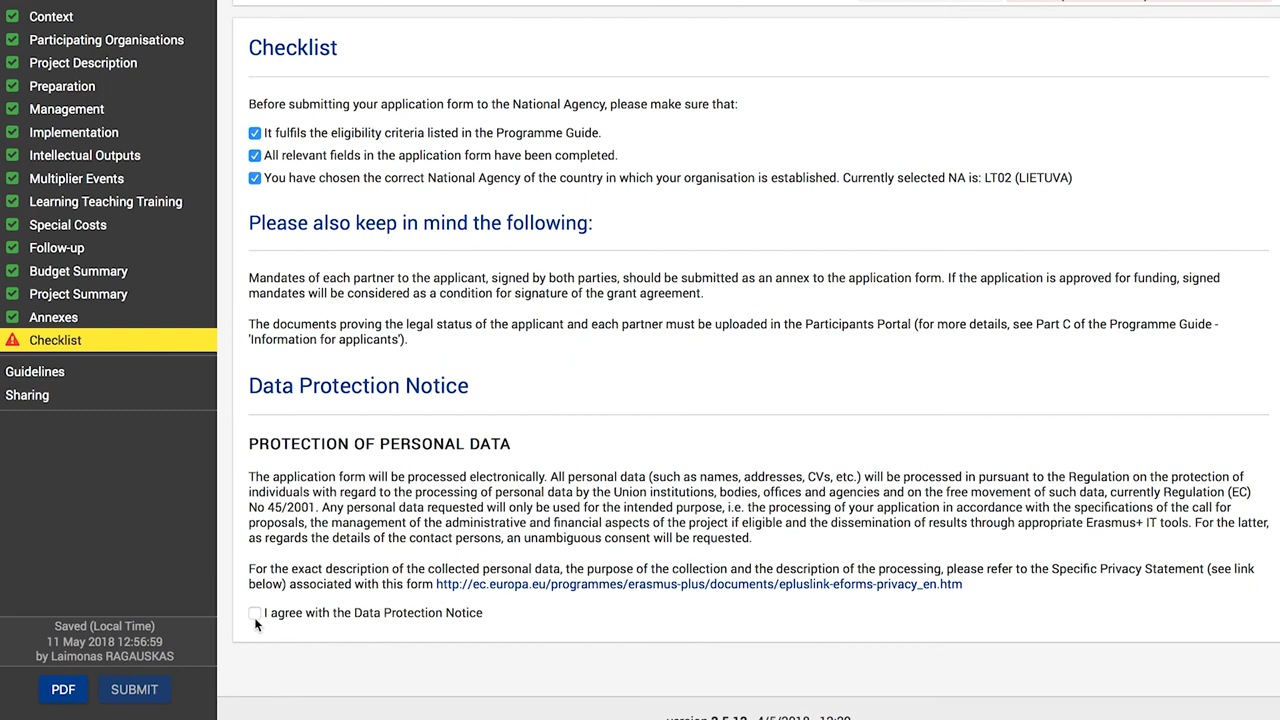 Context
Participating Organisations
Project Description
Preparation
Management
Implementation
Intellectual Outputs
Multiplier Events
Learning Teaching Training
Special Costs
Follow-up
Budget Summary
Project Summary
Annexes
Checklist
Guidelines
Sharing
Saved (Local Time)
11 May 2018 12:56:59
by Laimonas RAGAUSKAS
PDF
SUBMIT
Checklist
Before submitting your application form to the National Agency, please make sure that:
It fulfils the eligibility criteria listed in the Programme Guide.
All relevant fields in the application form have been completed.
You have chosen the correct National Agency of the country in which your organisation is established. Currently selected NA is: LT02 (LIETUVA)
Please also keep in mind the following:
Mandates of each partner to the applicant, signed by both parties, should be submitted as an annex to the application form. If the application is approved for funding, signed
mandates will be considered as a condition for signature of the grant agreement.
The documents proving the legal status of the applicant and each partner must be uploaded in the Participants Portal (for more details, see Part C of the Programme Guide -
'Information for applicants').
Data Protection Notice
PROTECTION OF PERSONAL DATA
The application form will be processed electronically. All personal data (such as names, addresses, CVs, etc.) will be processed in pursuant to the Regulation on the protection of
individuals with regard to the processing of personal data by the Union institutions, bodies, offices and agencies and on the free movement of such data, currently Regulation (EC)
No 45/2001. Any personal data requested will only be used for the intended purpose, i.e. the processing of your application in accordance with the specifications of the call for
proposals, the management of the administrative and financial aspects of the project if eligible and the dissemination of results through appropriate Erasmus+ IT tools. For the latter,
as regards the details of the contact persons, an unambiguous consent will be requested.
For the exact description of the collected personal data, the purpose of the collection and the description of the processing, please refer to the Specific Privacy Statement (see link
below) associated with this form http://ec.europa.eu/programmes/erasmus-plus/documents/epluslink-eforms-privacy_en.htm
I agree with the Data Protection Notice